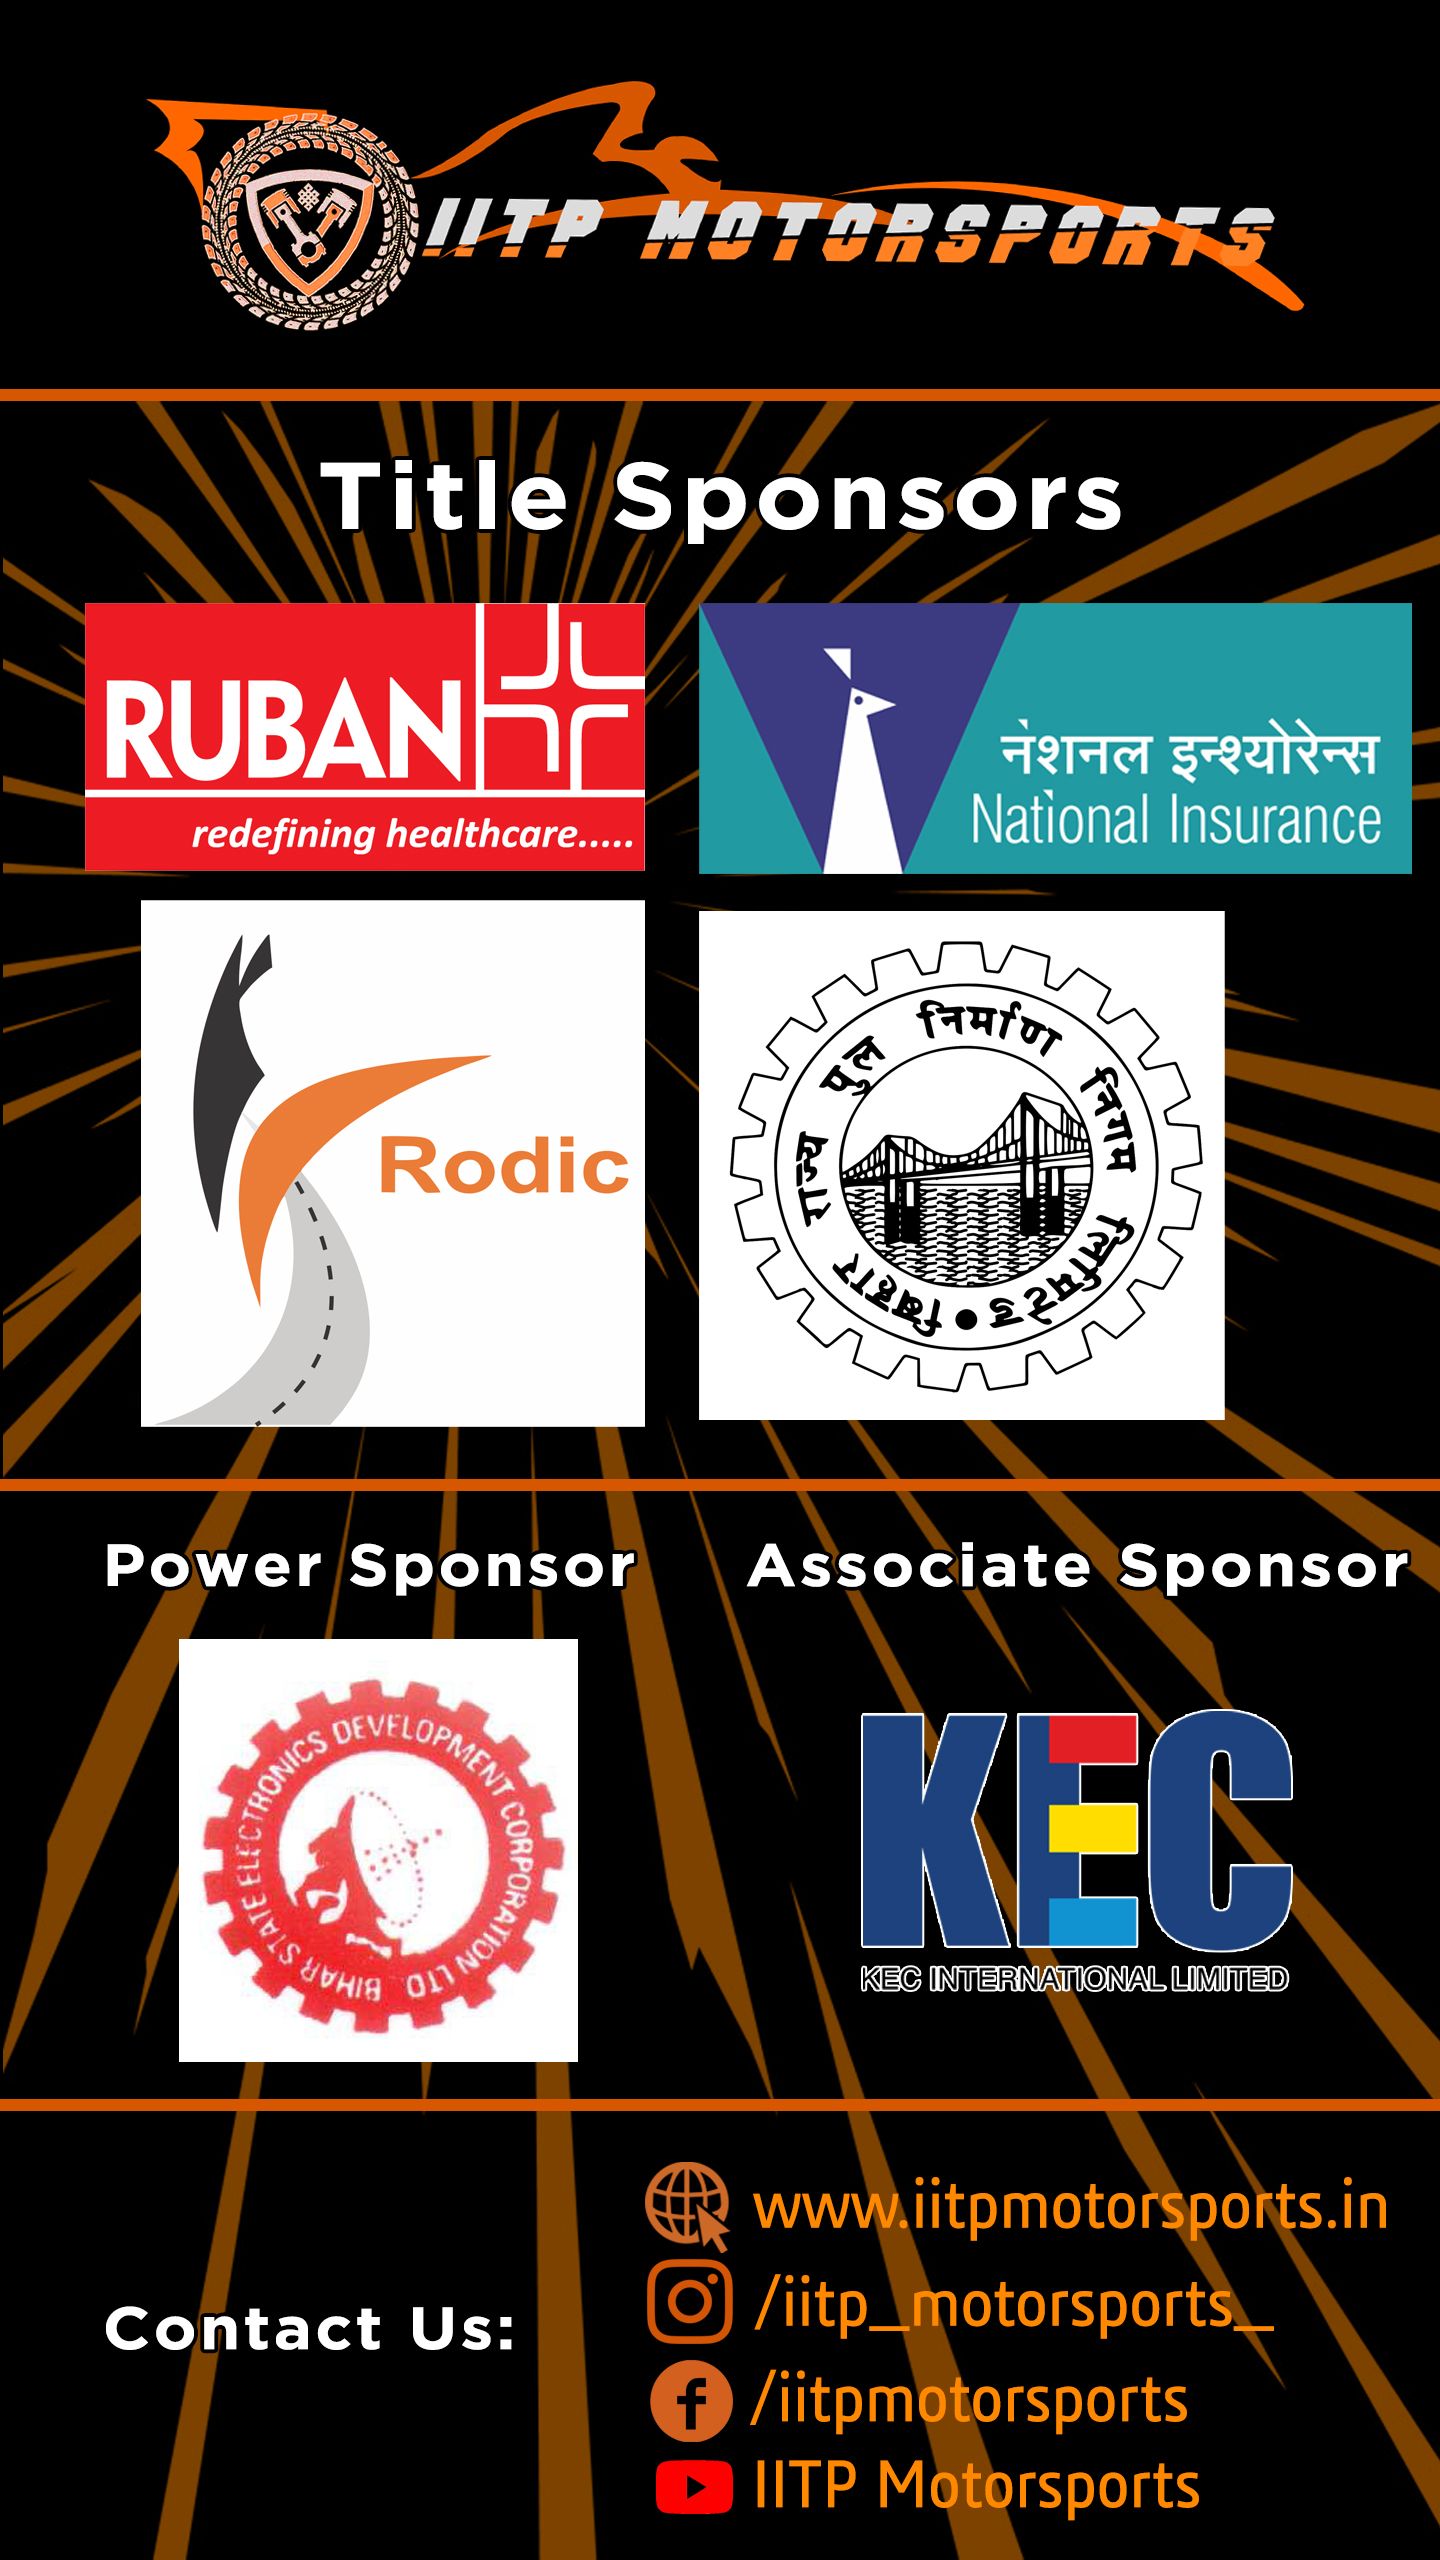 IITP MOTORSPORTS
Title Sponsors
RUBAN
redefining healthcare.....
नेशनल इन्श्योरेन्स
National Insurance
Rodic
बिहार राज्य पुल निर्माण निगम लिमिटेड
Power Sponsor
Associate Sponsor
BIHAR STATE ELECTRONICS DEVELOPMENT CORPORATION LTD
KEC
KEC INTERNATIONAL LIMITED
Contact Us:
www.iitpmotorsports.in
/iitp_motorsports_
/iitpmotorsports
IITP Motorsports